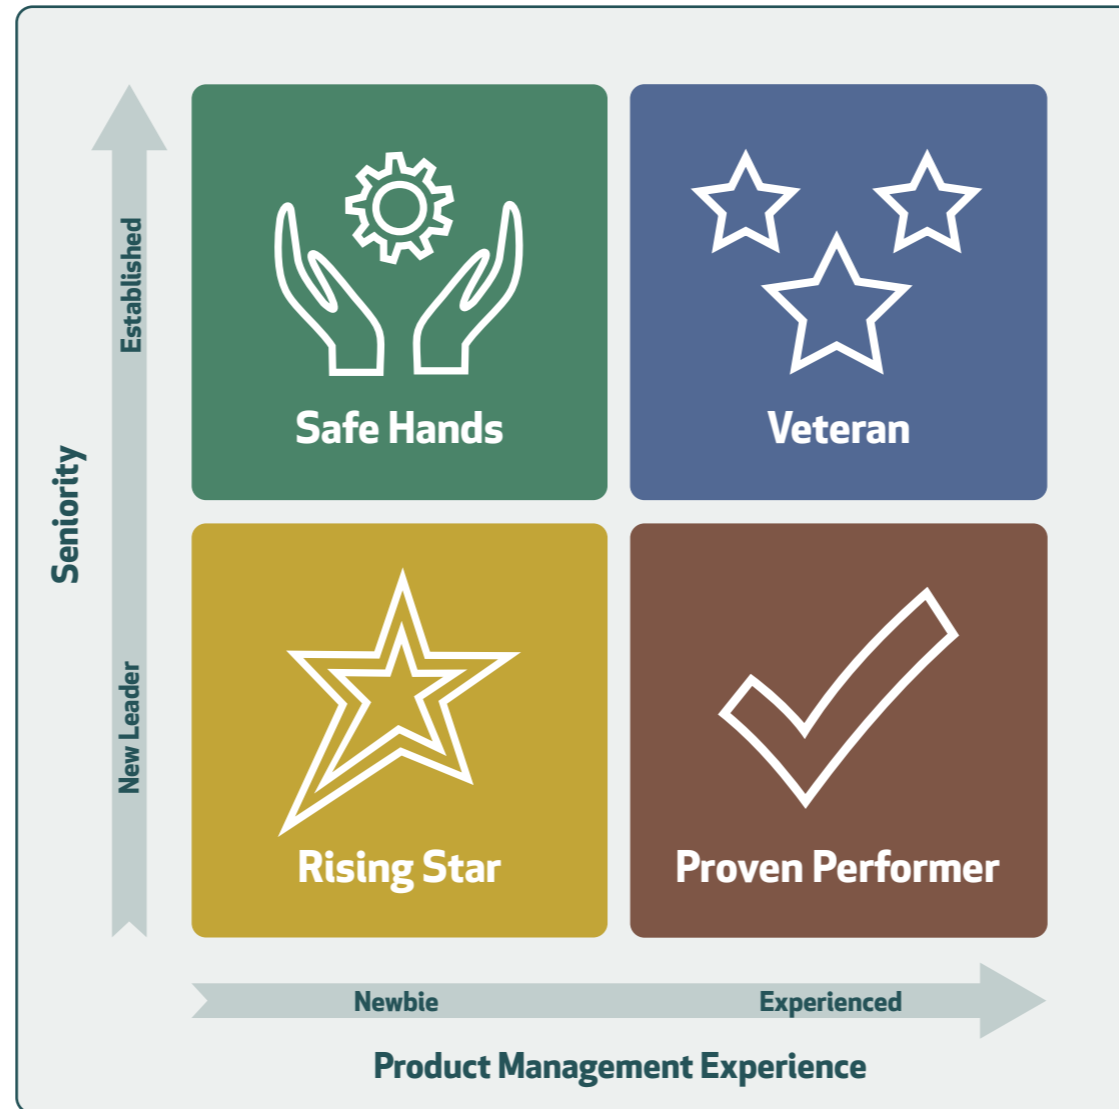 Seniority
Established
New Leader
Safe Hands
Veteran
Rising Star
Proven Performer
Newbie
Experienced
Product Management Experience